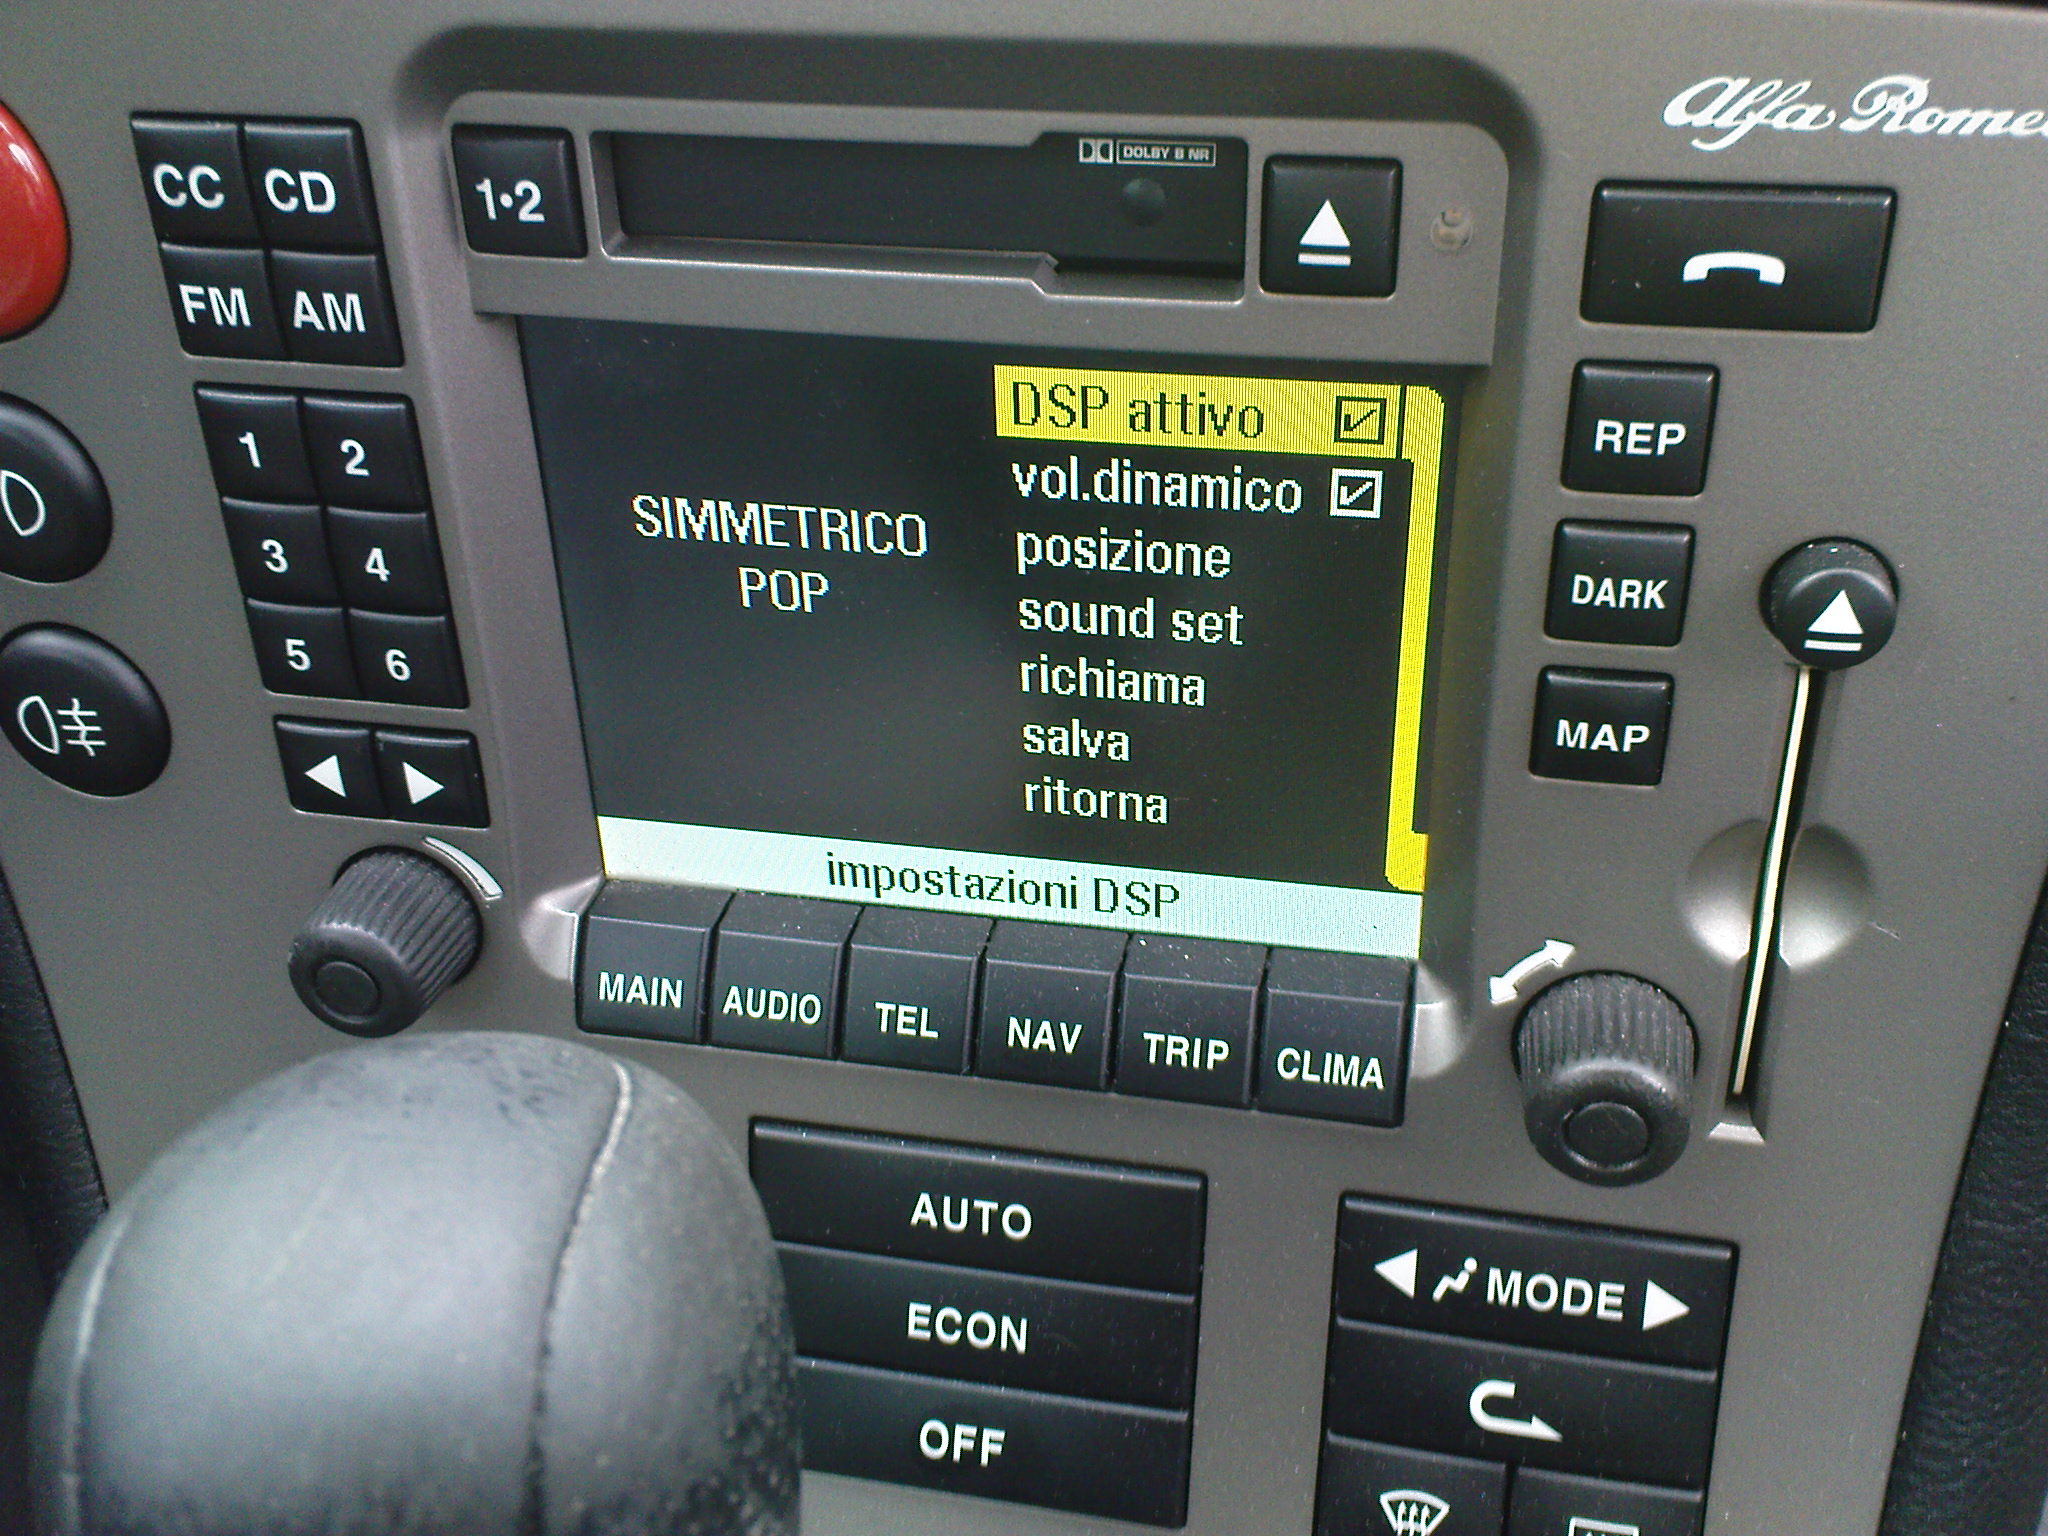 Alfa Romeo
CC CD
FM AM
1•2
DOLBY B NR
1 2
3 4
5 6
SIMMETRICO
POP
DSP attivo
vol.dinamico
posizione
sound set
richiama
salva
ritorna
impostazioni DSP
REP
DARK
MAP
MAIN AUDIO TEL NAV TRIP CLIMA
AUTO
ECON
OFF
MODE